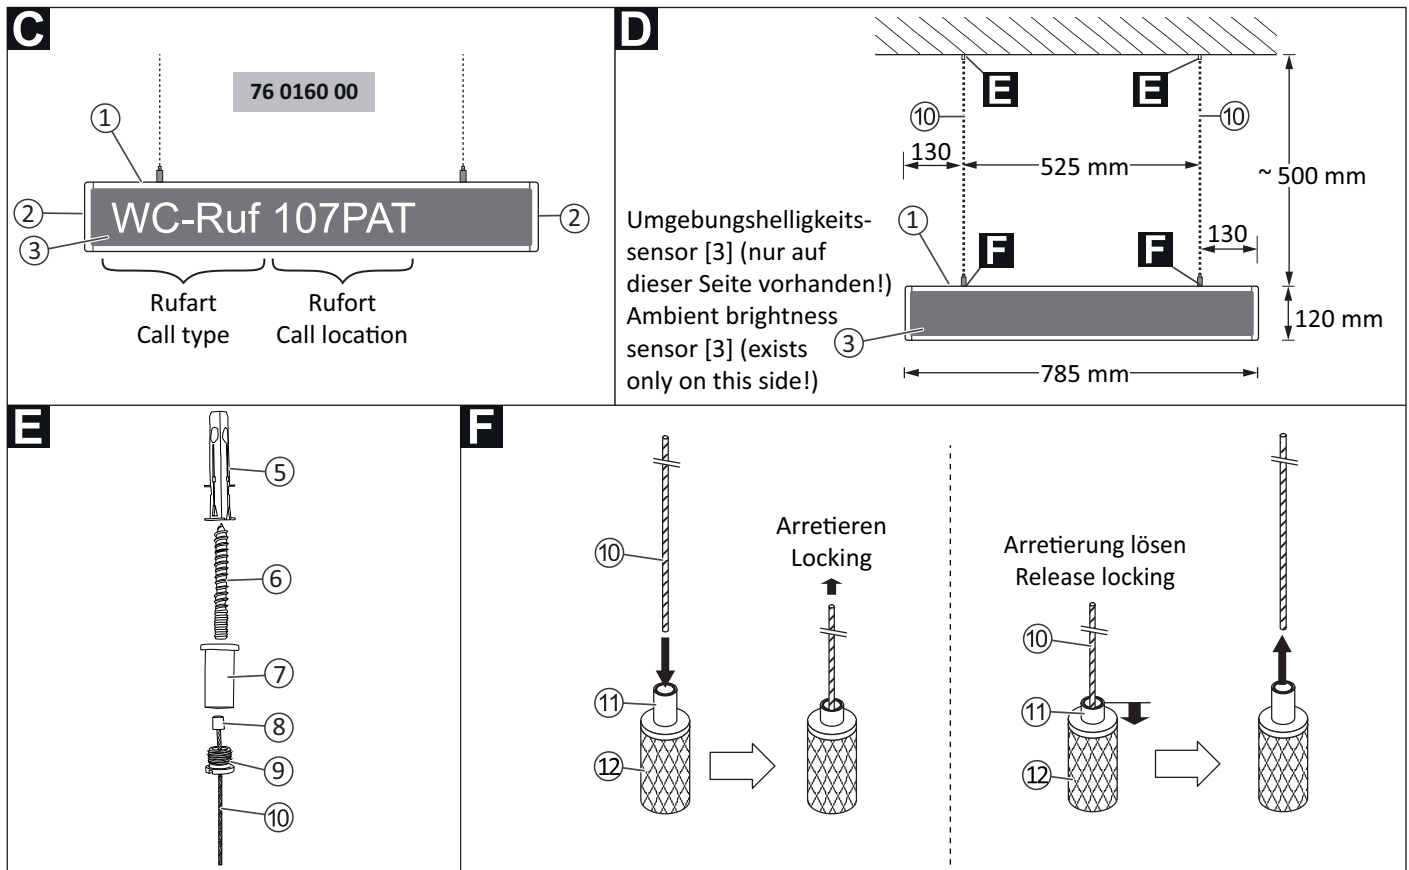 C
76 0160 00
1
2
WC-Ruf 107PAT
2
3
Rufart
Call type
Rufort
Call location
D
E
E
10
10
130
525 mm
~ 500 mm
Umgebungshelligkeits-
sensor [3] (nur auf
dieser Seite vorhanden!)
Ambient brightness
sensor [3] (exists
only on this side!)
1
F
F
130
3
120 mm
785 mm
E
5
6
7
8
9
10
F
10
Arretieren
Locking
11
12
Arretierung lösen
Release locking
10
11
12